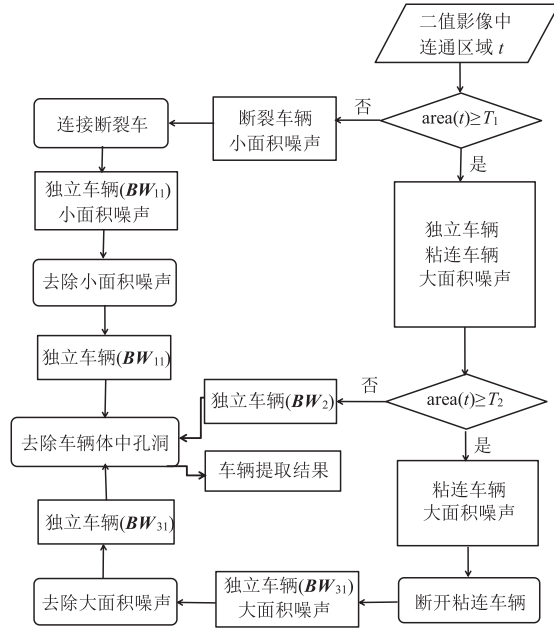 二值影像中
连通区域 t
area(t)≥T₁
否
是
断裂车辆
小面积噪声
连接断裂车
独立车辆(BW₁₁)
小面积噪声
去除小面积噪声
独立车辆(BW₁₁)
独立车辆
粘连车辆
大面积噪声
area(t)≥T₂
否
是
独立车辆(BW₂)
去除车辆体中孔洞
车辆提取结果
粘连车辆
大面积噪声
断开粘连车辆
独立车辆(BW₃₁)
大面积噪声
去除大面积噪声
独立车辆(BW₃₁)